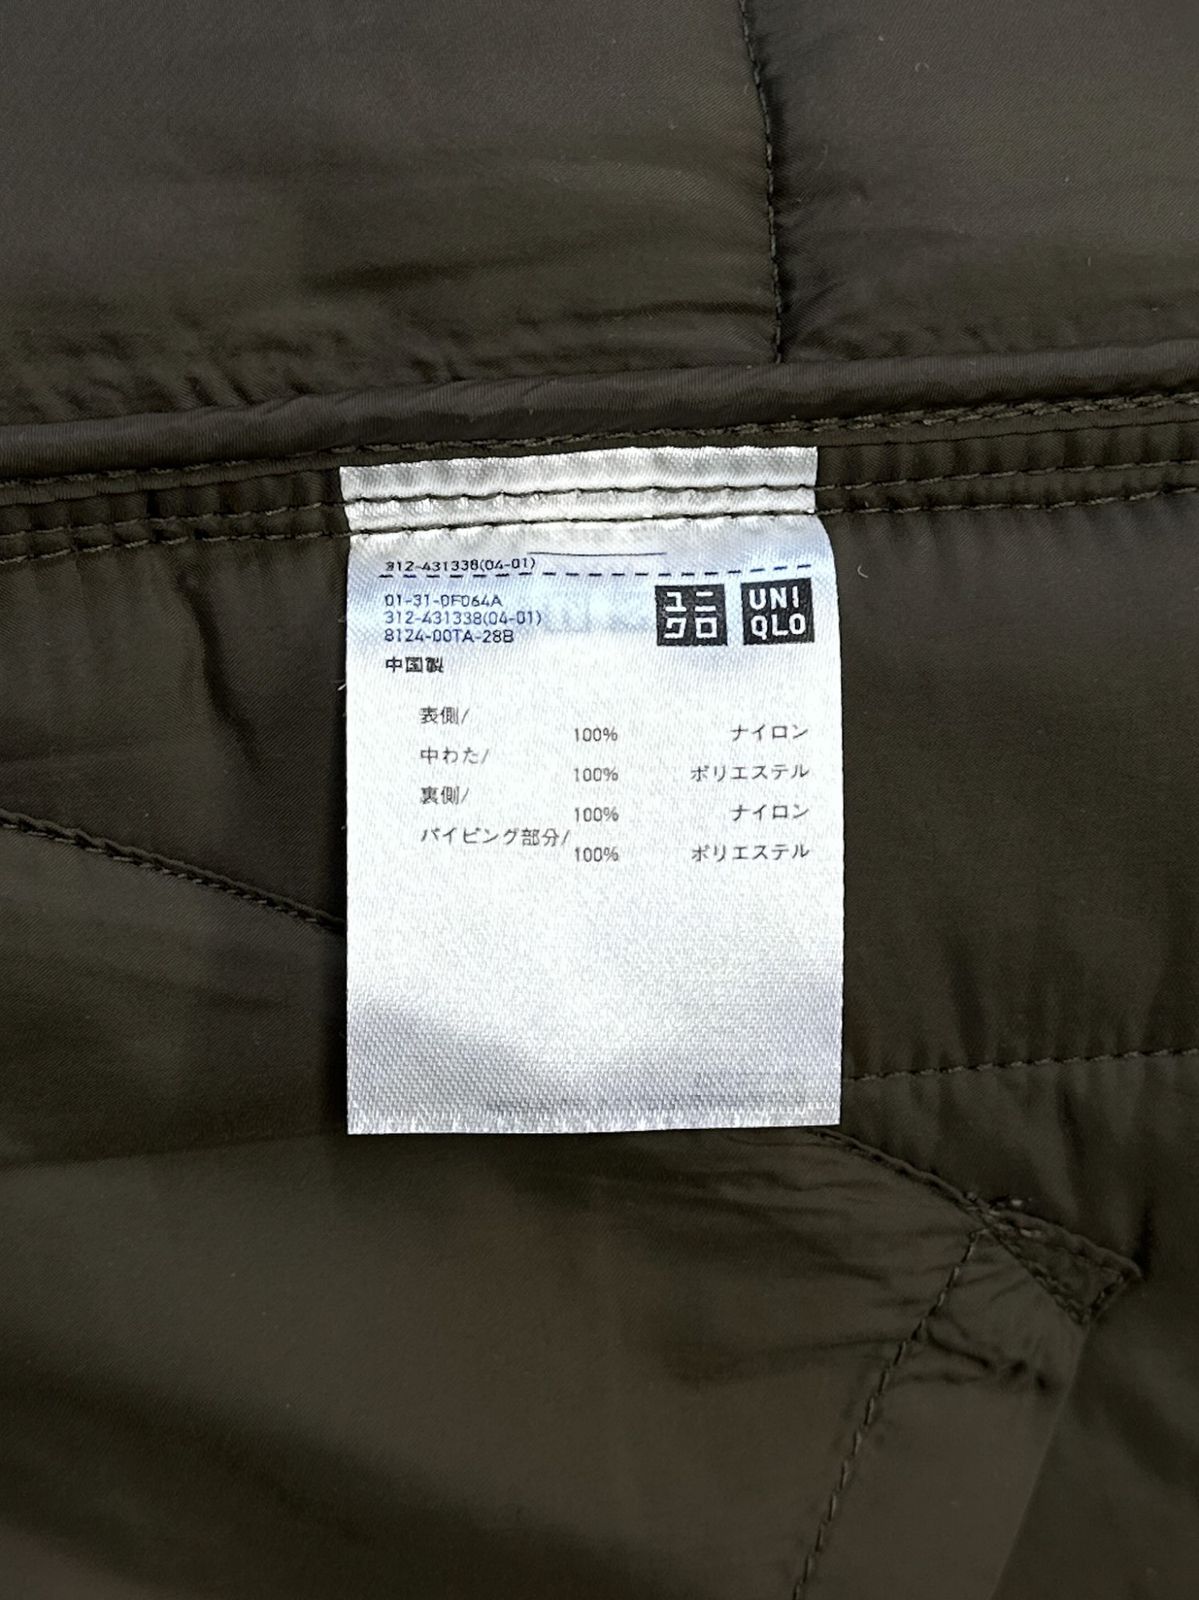 312-431338(04-01)
01-31-0F064A
312-431338(04-01)
8124-00TA-28B
中国製
ユニ
クロ
UNI
QLO
表側/
100% ナイロン
中わた/
100% ポリエステル
裏側/
100% ナイロン
パイピング部分/
100% ポリエステル